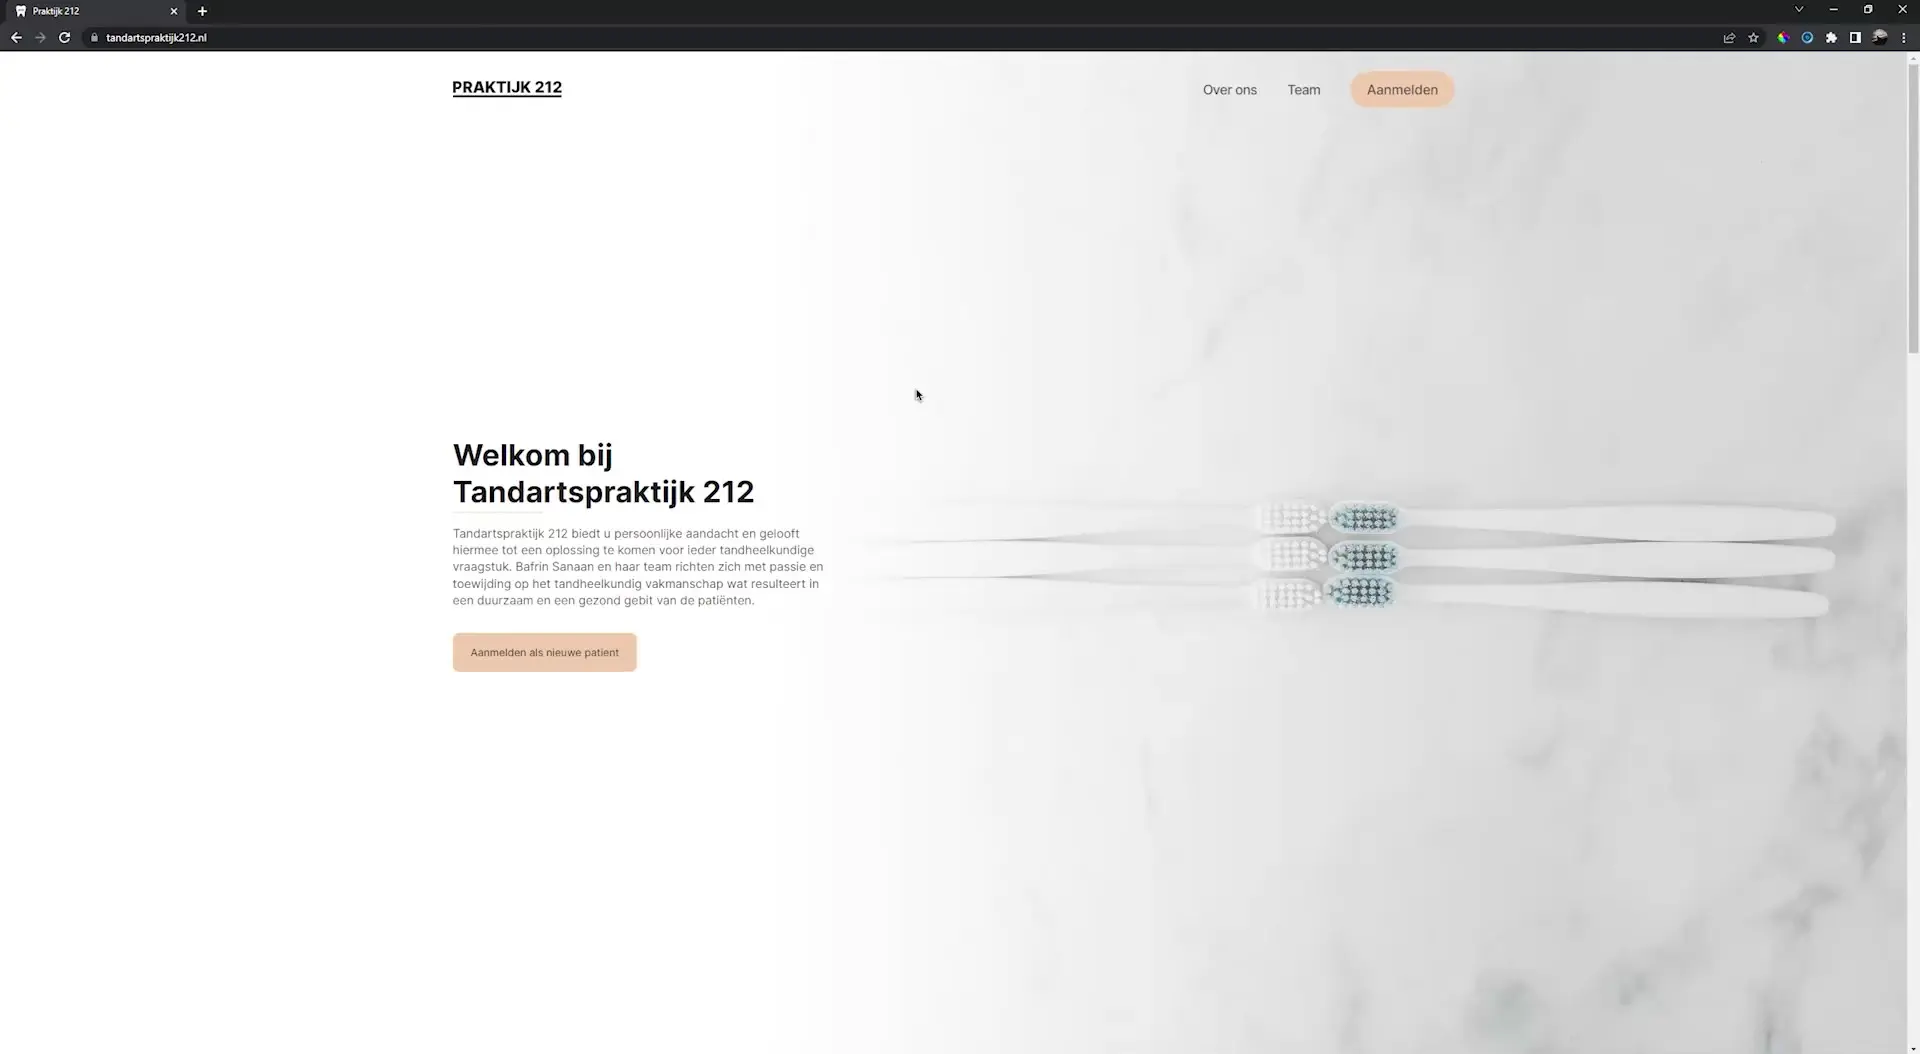 Praktijk 212
tandartspraktijk212.nl
PRAKTIJK 212
Over ons
Team
Aanmelden
Welkom bij
Tandartspraktijk 212
Tandartspraktijk 212 biedt u persoonlijke aandacht en gelooft
hiermee tot een oplossing te komen voor ieder tandheelkundige
vraagstuk. Bafrin Sanaan en haar team richten zich met passie en
toewijding op het tandheelkundig vakmanschap wat resulteert in
een duurzaam en een gezond gebit van de patiënten.
Aanmelden als nieuwe patient